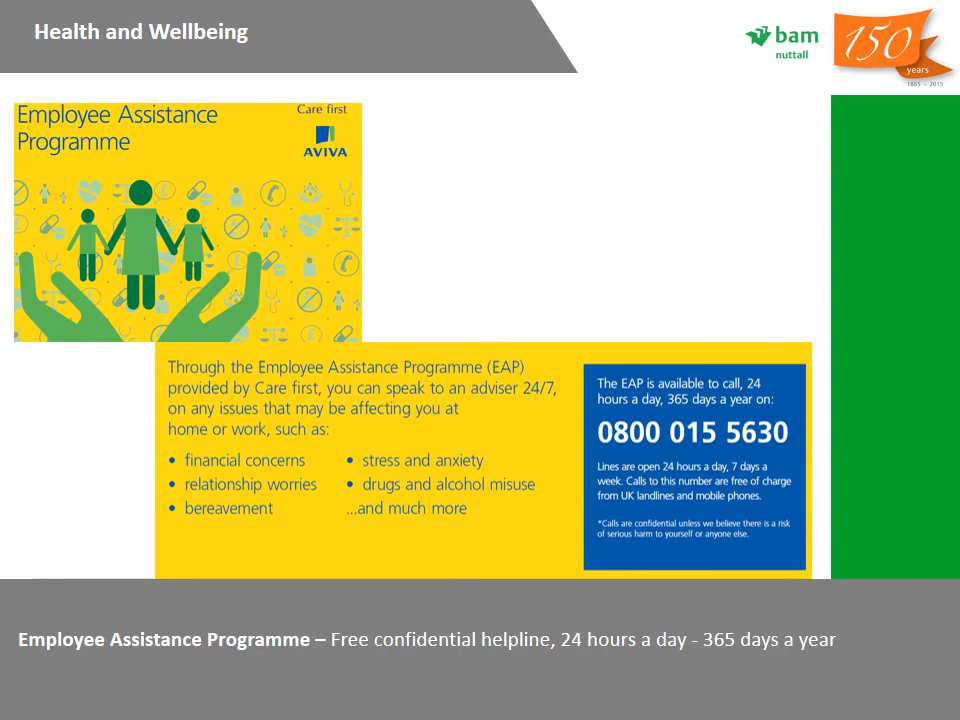 Health and Wellbeing
bam
nuttall
150
years
1865 – 2015
Employee Assistance
Programme
Care first
AVIVA
Through the Employee Assistance Programme (EAP)
provided by Care first, you can speak to an adviser 24/7,
on any issues that may be affecting you at
home or work, such as:
• financial concerns
• relationship worries
• bereavement
• stress and anxiety
• drugs and alcohol misuse
...and much more
The EAP is available to call, 24
hours a day, 365 days a year on:
0800 015 5630
Lines are open 24 hours a day, 7 days a
week. Calls to this number are free of charge
from UK landlines and mobile phones.
*Calls are confidential unless we believe there is a risk
of serious harm to yourself or anyone else.
Employee Assistance Programme – Free confidential helpline, 24 hours a day - 365 days a year